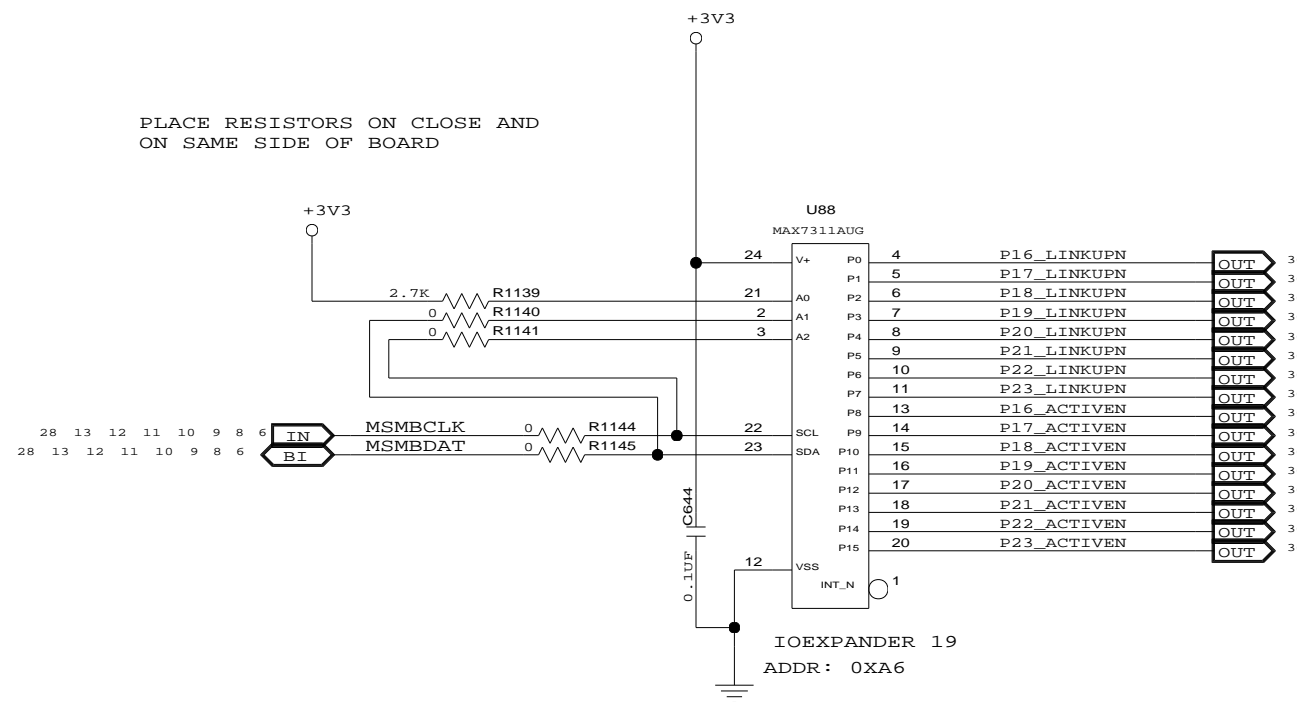 +3V3
PLACE RESISTORS ON CLOSE AND
ON SAME SIDE OF BOARD
+3V3
U88
MAX7311AUG
24 V+ P0 4 P16_LINKUPN OUT 3
P1 5 P17_LINKUPN OUT 3
2.7K R1139 21 A0 P2 6 P18_LINKUPN OUT 3
0 R1140 2 A1 P3 7 P19_LINKUPN OUT 3
0 R1141 3 A2 P4 8 P20_LINKUPN OUT 3
P5 9 P21_LINKUPN OUT 3
P6 10 P22_LINKUPN OUT 3
P7 11 P23_LINKUPN OUT 3
P8 13 P16_ACTIVEN OUT 3
28 13 12 11 10 9 8 6 IN MSMBCLK 0 R1144 22 SCL P9 14 P17_ACTIVEN OUT 3
28 13 12 11 10 9 8 6 BI MSMBDAT 0 R1145 23 SDA P10 15 P18_ACTIVEN OUT 3
P11 16 P19_ACTIVEN OUT 3
P12 17 P20_ACTIVEN OUT 3
C644 P13 18 P21_ACTIVEN OUT 3
P14 19 P22_ACTIVEN OUT 3
P15 20 P23_ACTIVEN OUT 3
0.1UF 12 VSS
INT_N 1
IOEXPANDER 19
ADDR: 0XA6